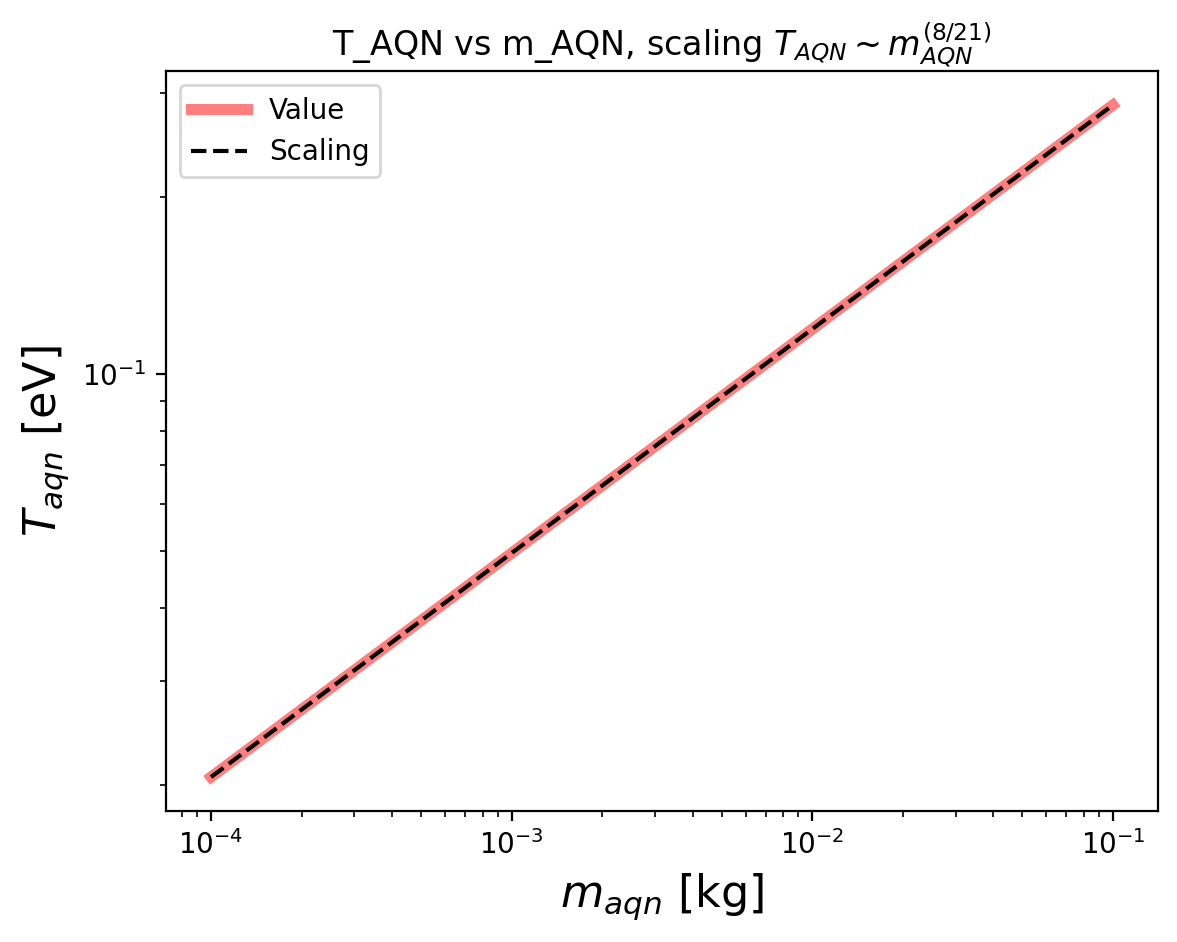 T_AQN vs m_AQN, scaling $T_{AQN} \sim m_{AQN}^{(8/21)}$
Value
Scaling
$T_{aqn}$ [eV]
$10^{-1}$
$10^{-4}$ $10^{-3}$ $10^{-2}$ $10^{-1}$
$m_{aqn}$ [kg]